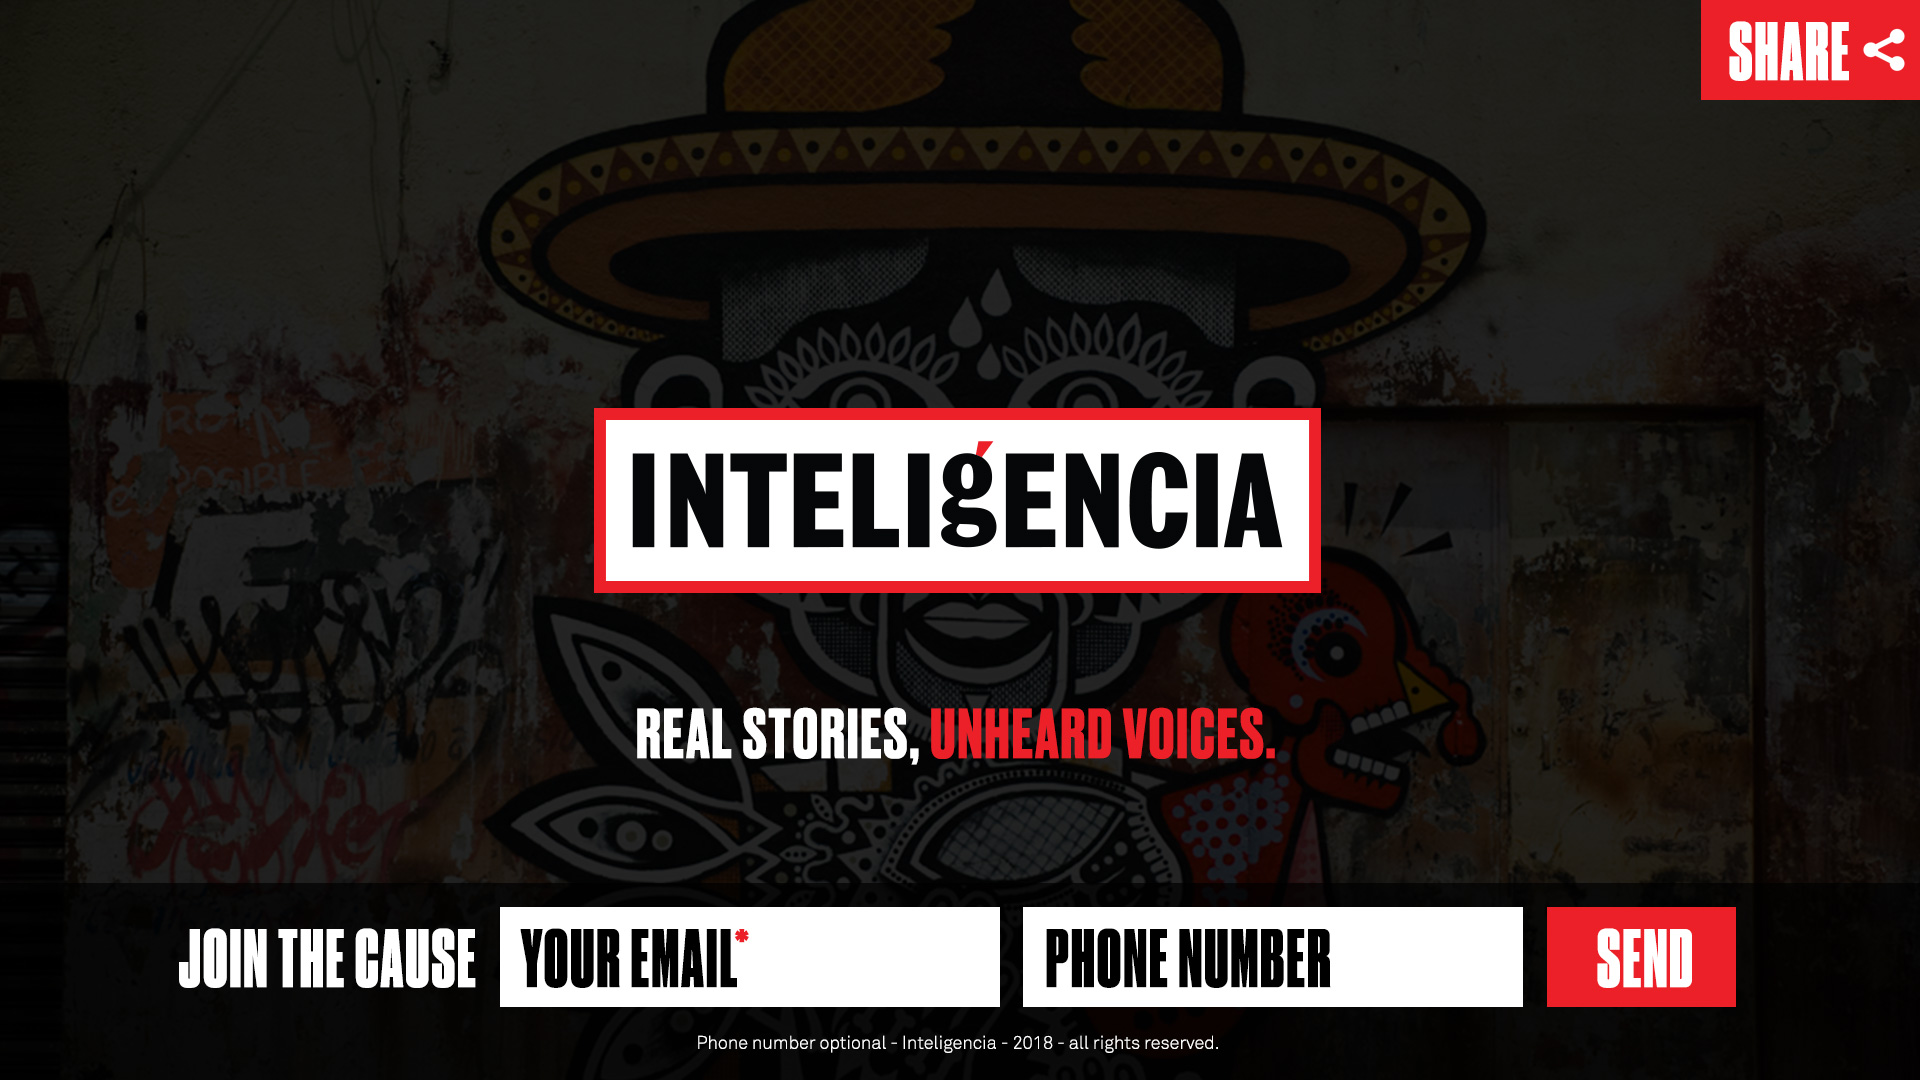 SHARE
INTELIgENCIA
REAL STORIES, UNHEARD VOICES.
JOIN THE CAUSE
YOUR EMAIL*
PHONE NUMBER
SEND
Phone number optional - Inteligencia - 2018 - all rights reserved.